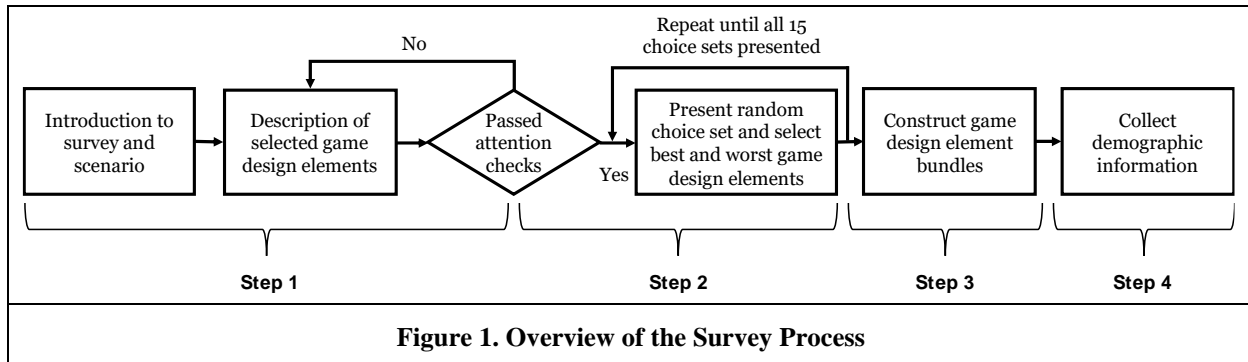 Repeat until all 15
choice sets presented
No
Introduction to
survey and
scenario
Description of
selected game
design elements
Passed
attention
checks
Yes
Present random
choice set and select
best and worst game
design elements
Construct game
design element
bundles
Collect
demographic
information
Step 1
Step 2
Step 3
Step 4
Figure 1. Overview of the Survey Process